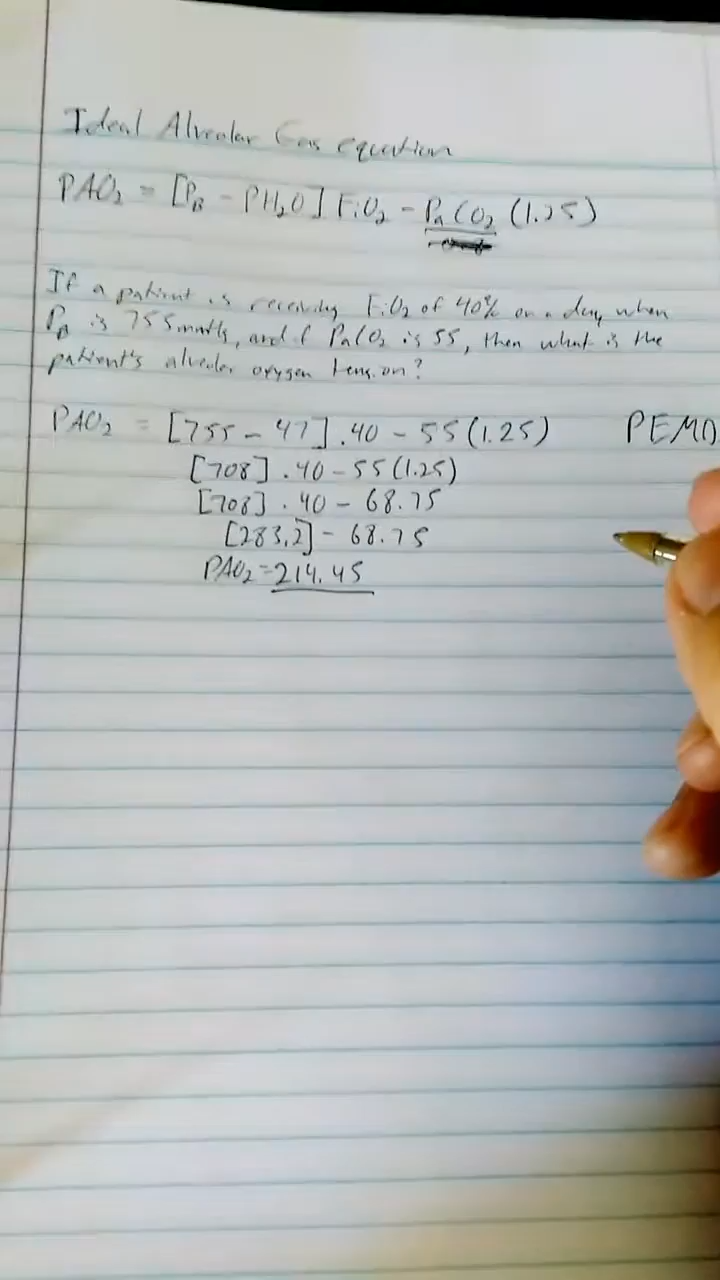 Ideal Alveolar Gas equation
PAO₂ = [P_B - PH₂O] FiO₂ - PaCO₂ (1.25)
If a patient is receiving FiO₂ of 40% on a day when
P_B is 755mmHg, and if PaCO₂ is 55, then what is the
patient's alveolar oxygen tension?
PAO₂ = [755 - 47] .40 - 55(1.25) PEMD
[708] .40 - 55(1.25)
[708] .40 - 68.75
[283.2] - 68.75
PAO₂ = 214.45